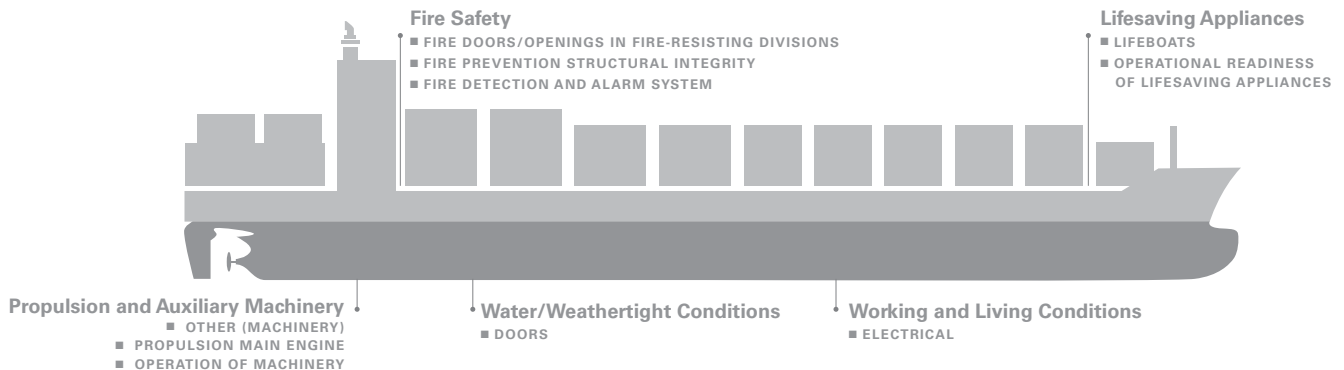 Fire Safety
■ FIRE DOORS/OPENINGS IN FIRE-RESISTING DIVISIONS
■ FIRE PREVENTION STRUCTURAL INTEGRITY
■ FIRE DETECTION AND ALARM SYSTEM
Lifesaving Appliances
■ LIFEBOATS
■ OPERATIONAL READINESS
OF LIFESAVING APPLIANCES
Propulsion and Auxiliary Machinery
■ OTHER (MACHINERY)
■ PROPULSION MAIN ENGINE
■ OPERATION OF MACHINERY
Water/Weathertight Conditions
■ DOORS
Working and Living Conditions
■ ELECTRICAL